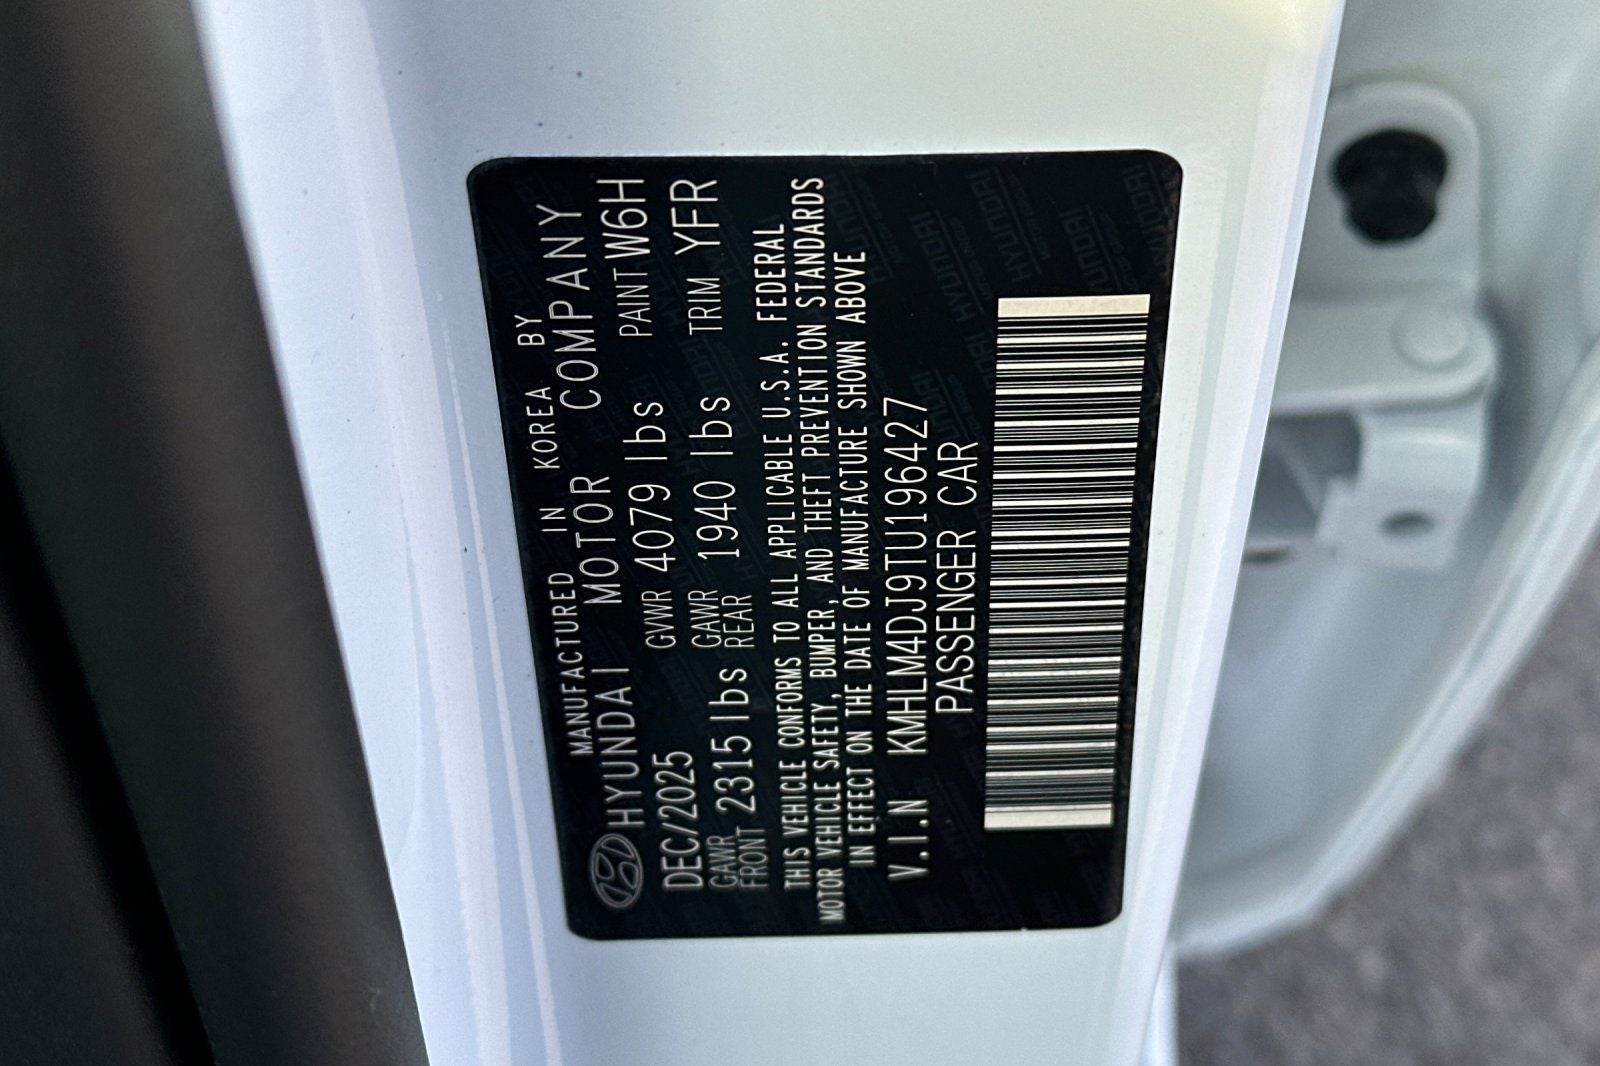 MANUFACTURED IN KOREA BY
HYUNDAI MOTOR COMPANY
DEC/2025 GVWR 4079 lbs PAINT W6H
GAWR FRONT 2315 lbs GAWR REAR 1940 lbs TRIM YFR
THIS VEHICLE CONFORMS TO ALL APPLICABLE U.S.A. FEDERAL
MOTOR VEHICLE SAFETY, BUMPER, AND THEFT PREVENTION STANDARDS
IN EFFECT ON THE DATE OF MANUFACTURE SHOWN ABOVE
V.I.N KMHLM4DJ9TU196427
PASSENGER CAR